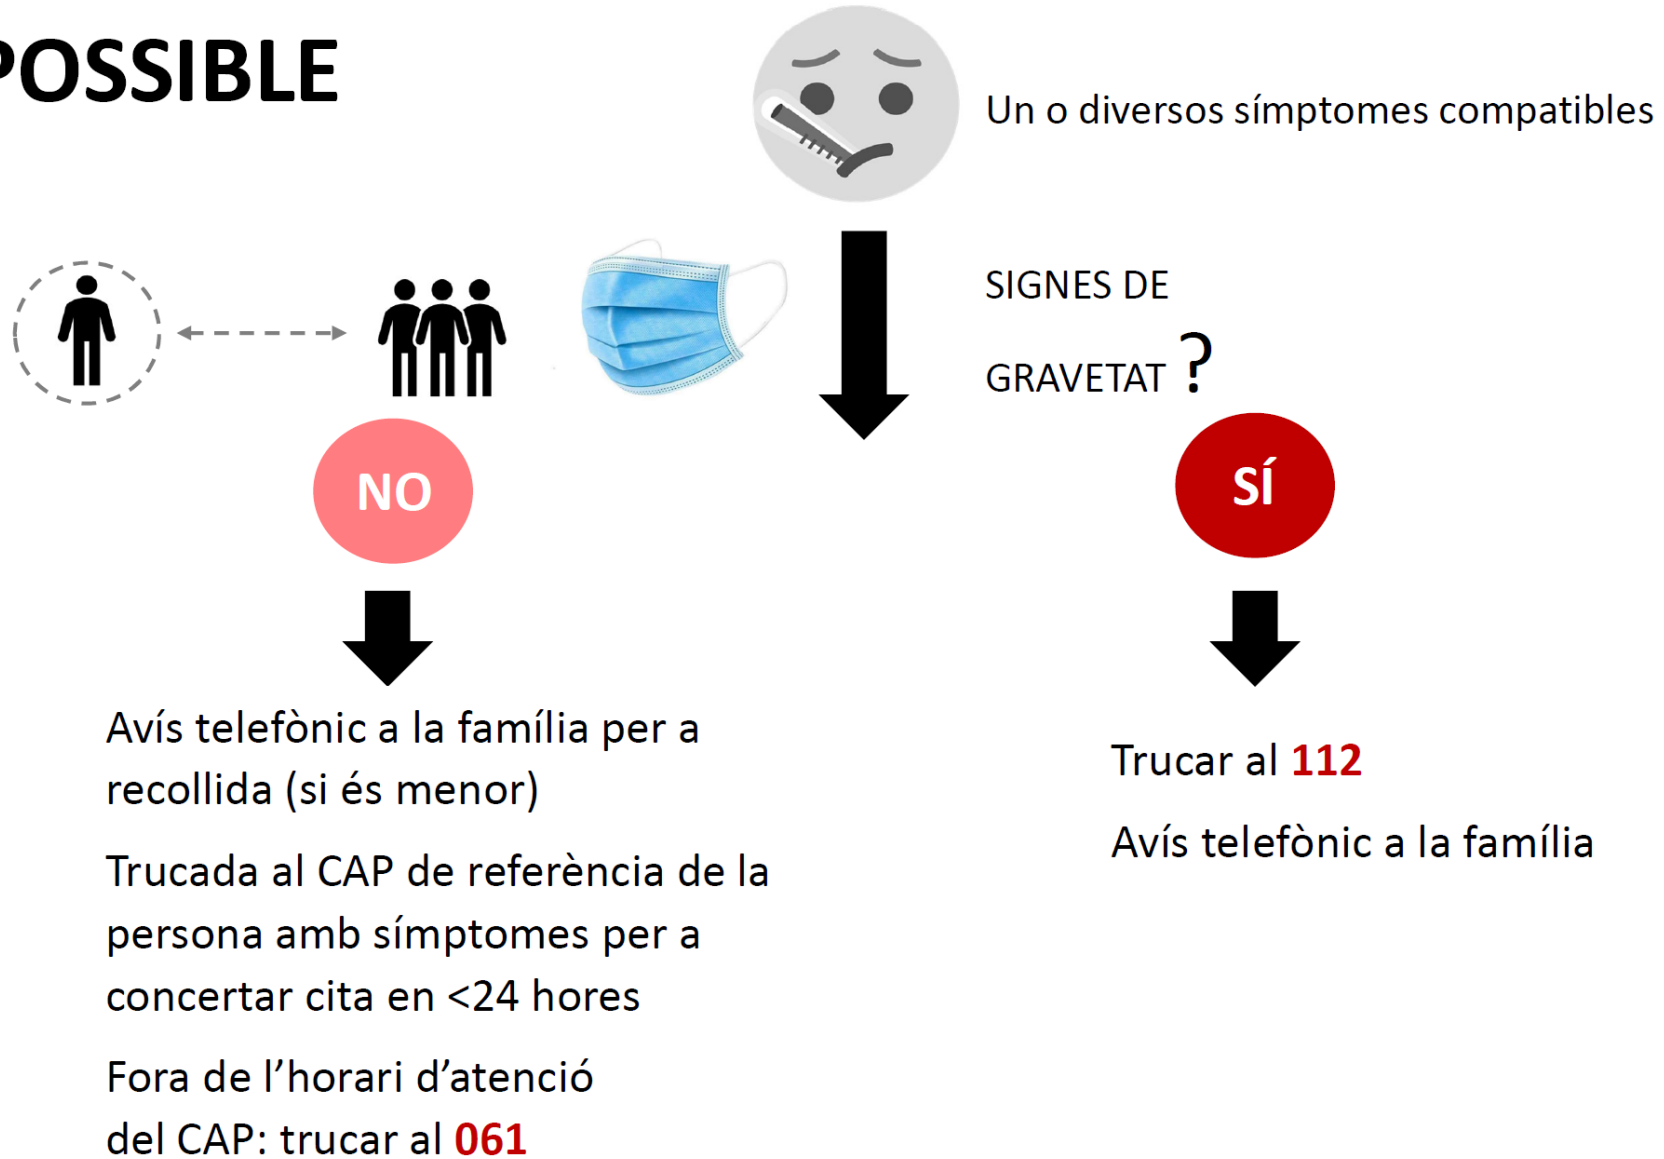 POSSIBLE
Un o diversos símptomes compatibles
SIGNES DE
GRAVETAT ?
NO
SÍ
Avís telefònic a la família per a
recollida (si és menor)
Trucada al CAP de referència de la
persona amb símptomes per a
concertar cita en <24 hores
Fora de l’horari d’atenció
del CAP: trucar al 061
Trucar al 112
Avís telefònic a la família